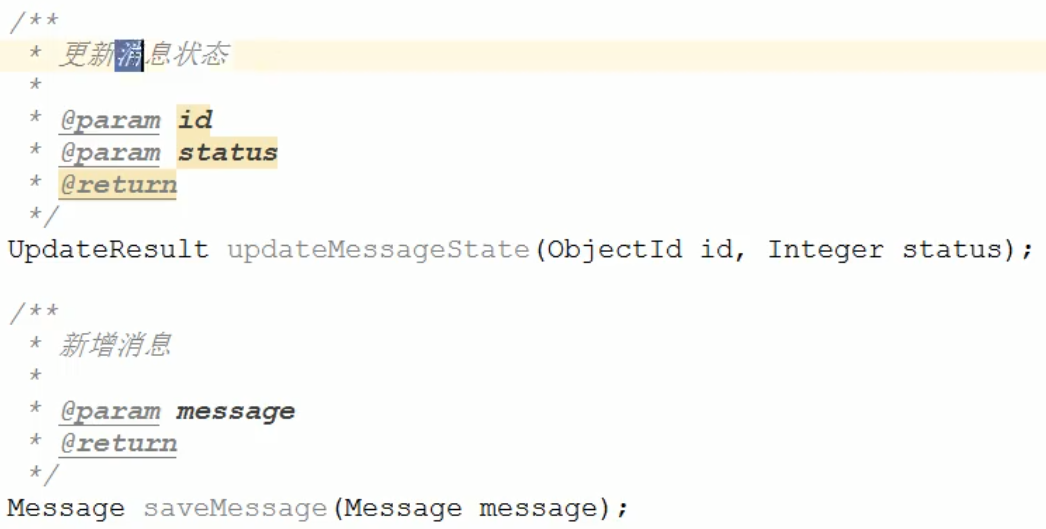 /**
 * 更新消息状态
 *
 * @param id
 * @param status
 * @return
 */
UpdateResult updateMessageState(ObjectId id, Integer status);
/**
 * 新增消息
 *
 * @param message
 * @return
 */
Message saveMessage(Message message);